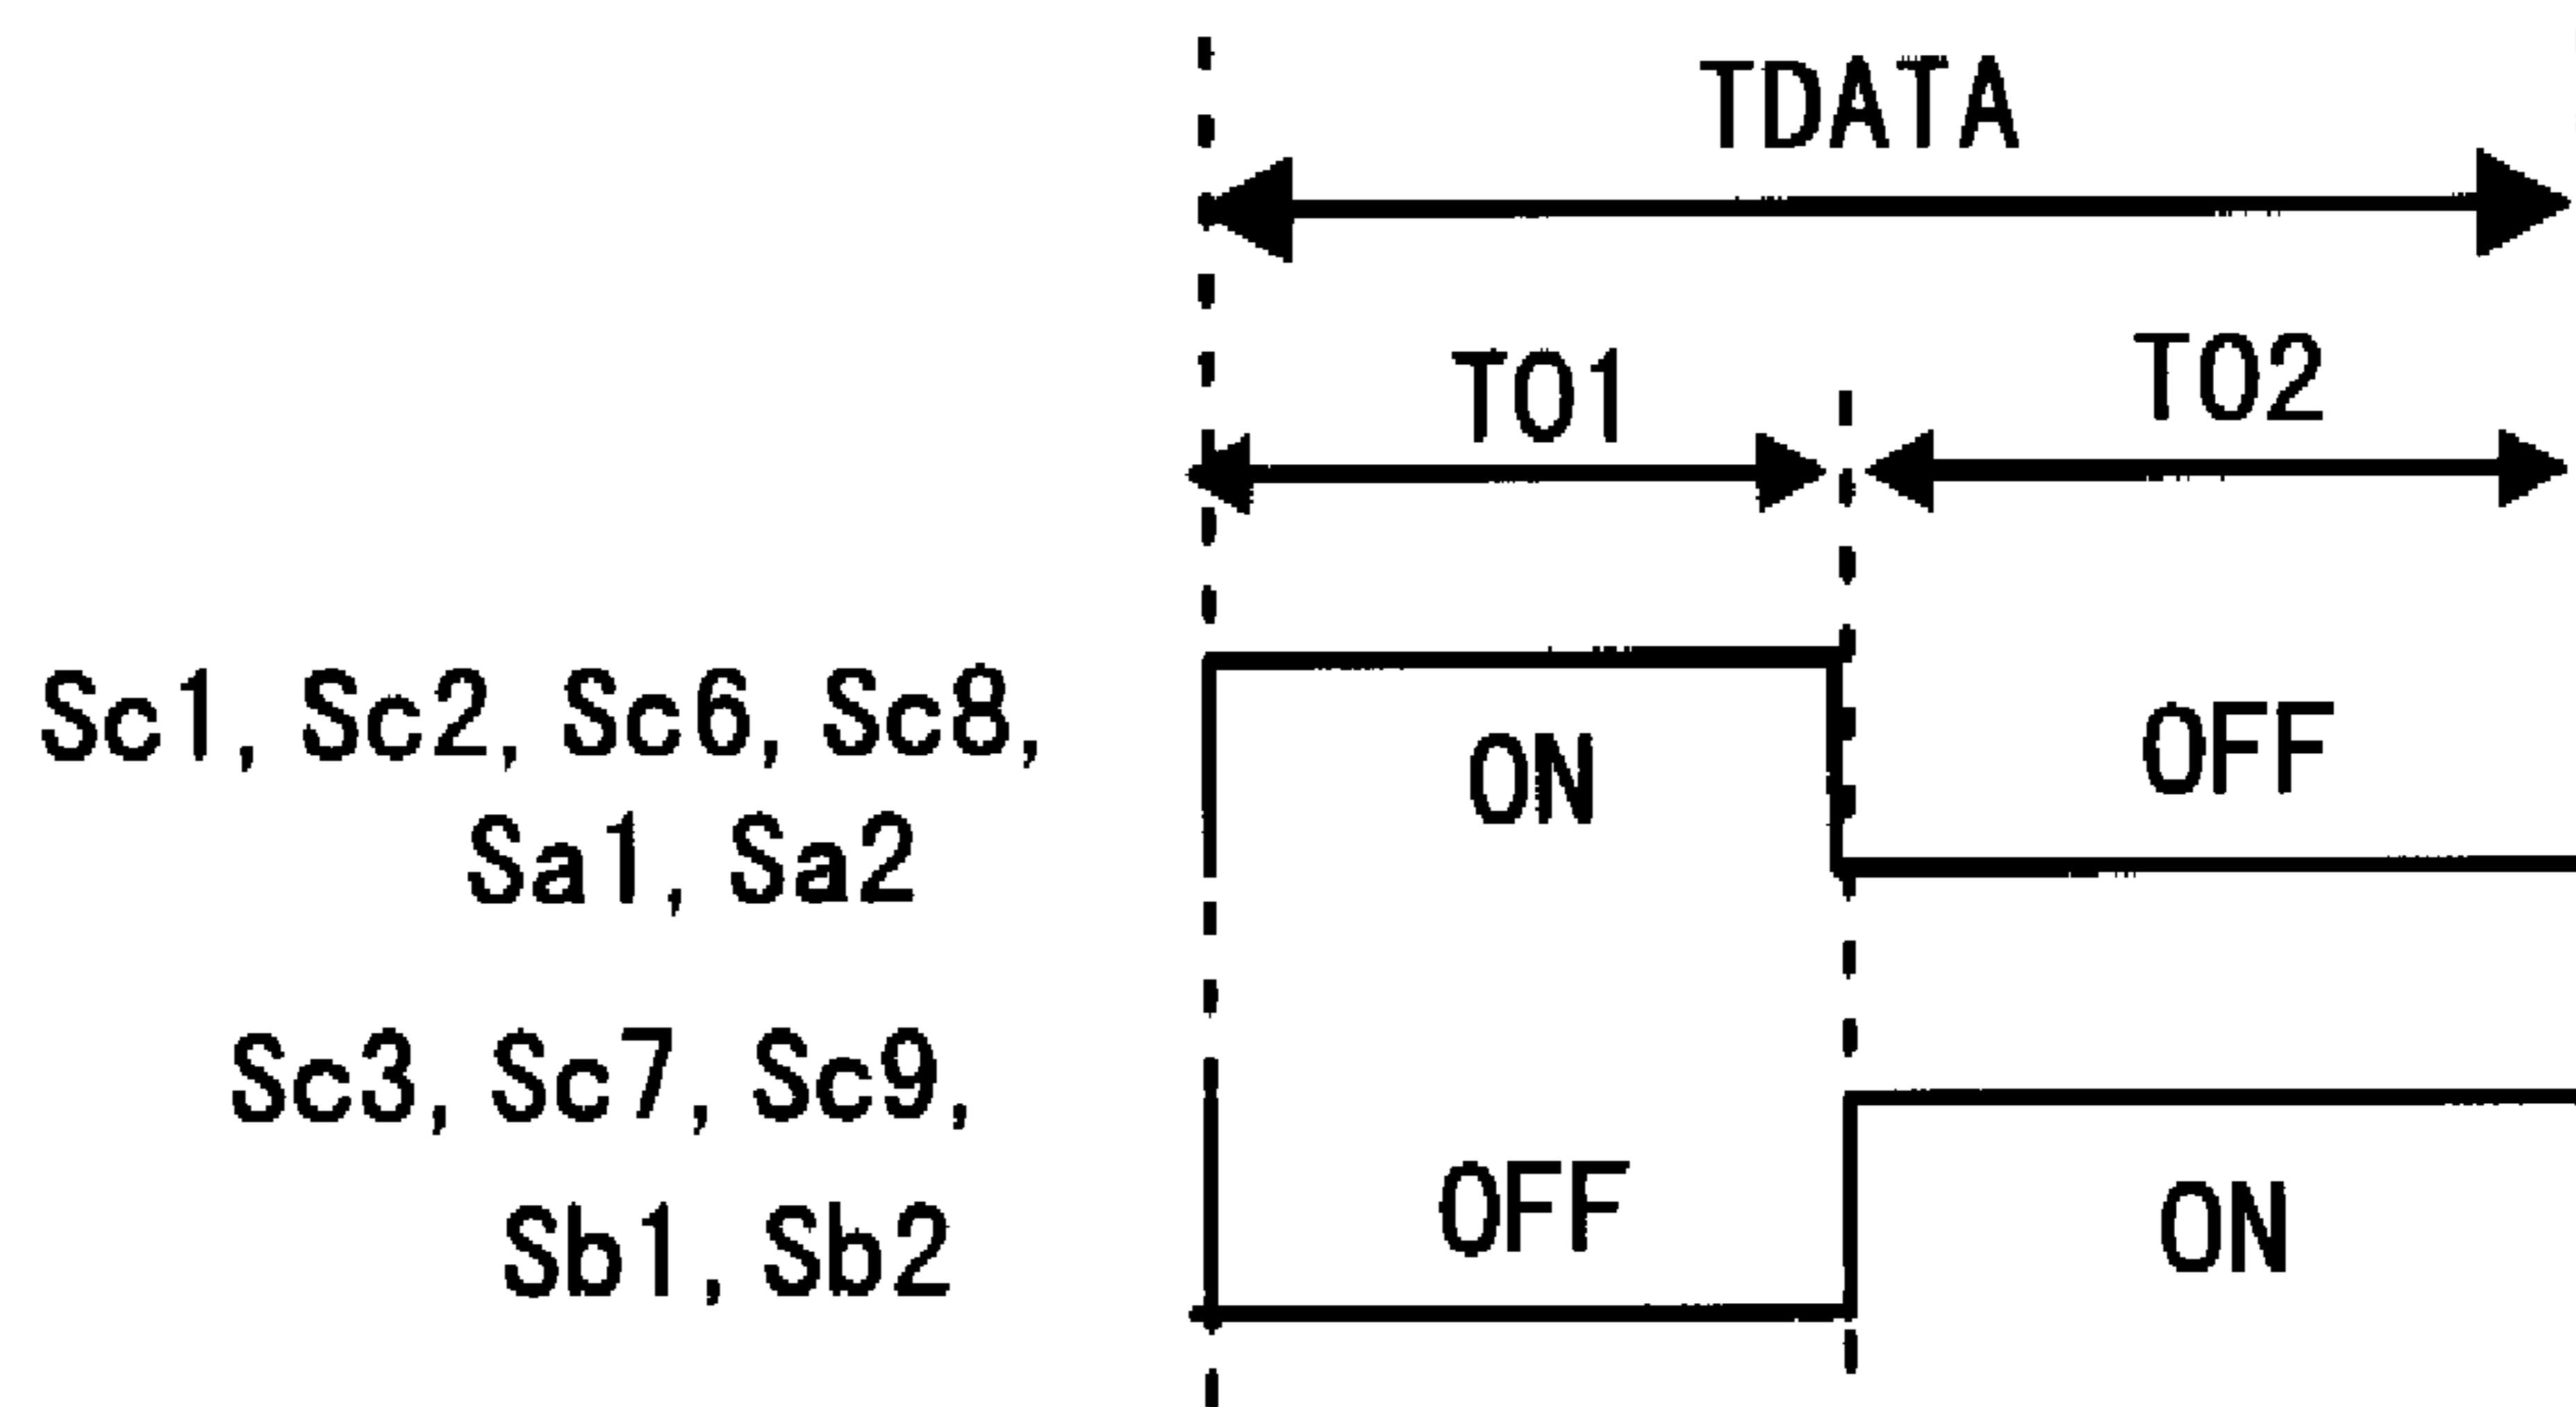 TDATA
TO1
TO2
Sc1, Sc2, Sc6, Sc8,
Sa1, Sa2
ON
OFF
Sc3, Sc7, Sc9,
Sb1, Sb2
OFF
ON